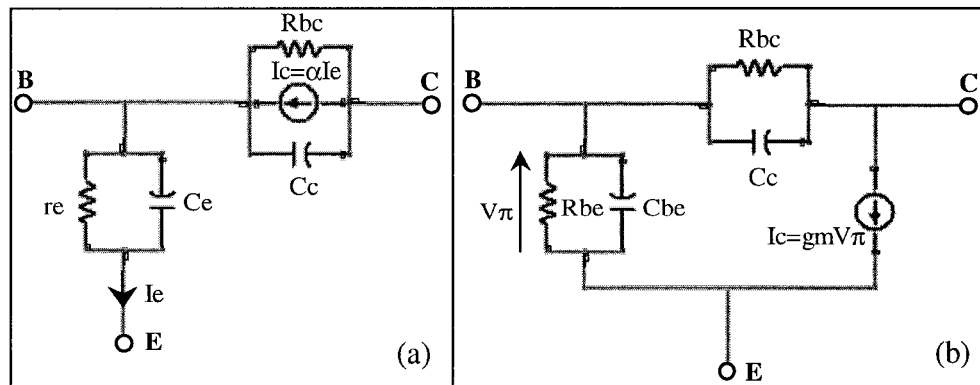 Rbc
B
Ic=αIe
C
Cc
re
Ce
Ie
E
(a)
Rbc
B
C
Cc
Vπ
Rbe
Cbe
Ic=gmVπ
E
(b)